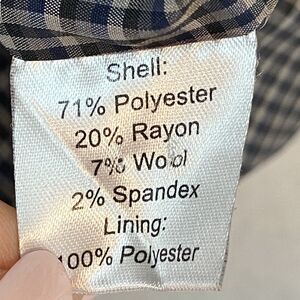 Shell:
71% Polyester
20% Rayon
7% Wool
2% Spandex
Lining:
100% Polyester